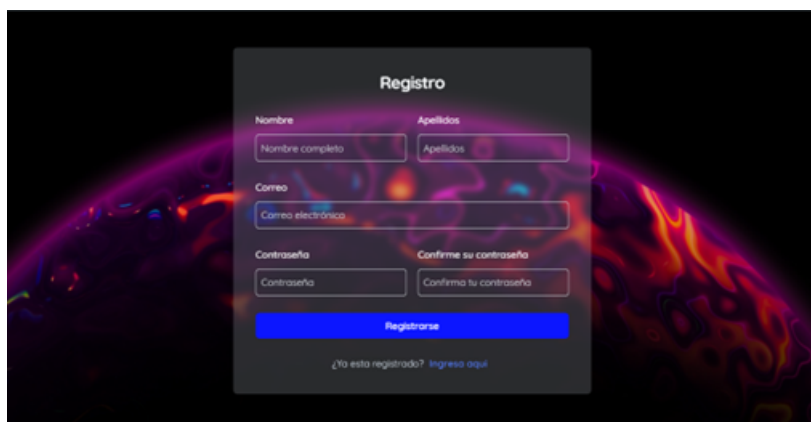 Registro
Nombre Apellidos
Nombre completo Apellidos
Correo
Correo electrónico
Contraseña Confirme su contraseña
Contraseña Confirma tu contraseña
Registrarse
¿Ya esta registrado? Ingresa aquí